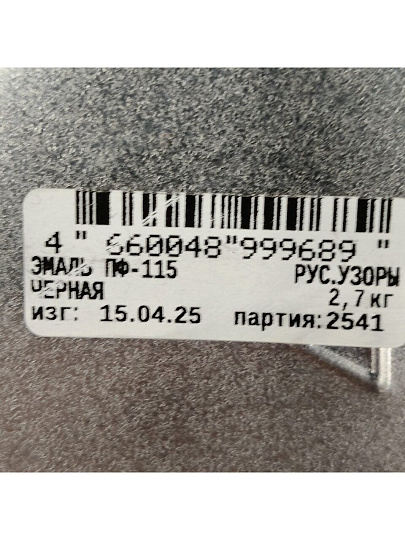 4 " 660048"999689 "
ЭМАЛЬ ПФ-115 РУС.УЗОРЫ
ЧЕРНАЯ 2,7 кг
изг: 15.04.25 партия:2541